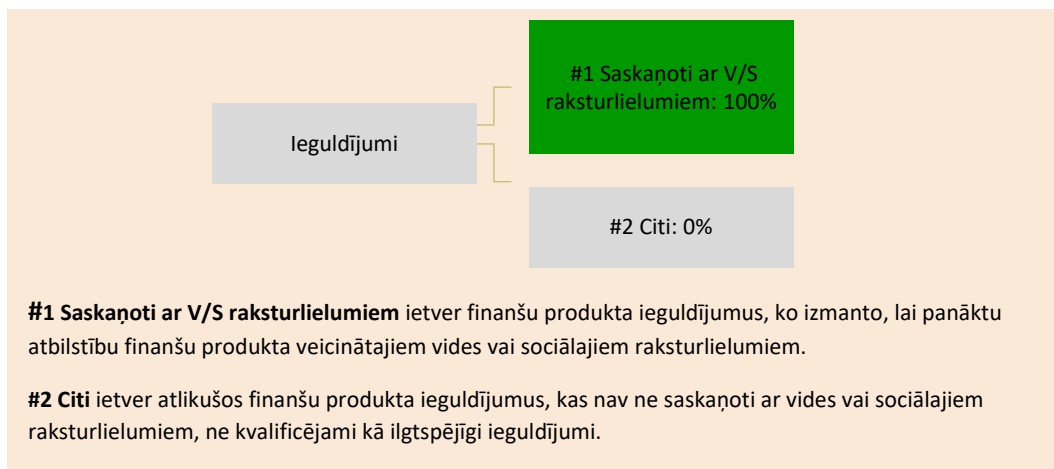 #1 Saskaņoti ar V/S
raksturlielumiem: 100%
Ieguldījumi
#2 Citi: 0%
#1 Saskaņoti ar V/S raksturlielumiem ietver finanšu produkta ieguldījumus, ko izmanto, lai panāktu
atbilstību finanšu produkta veicinātajiem vides vai sociālajiem raksturlielumiem.
#2 Citi ietver atlikušos finanšu produkta ieguldījumus, kas nav ne saskaņoti ar vides vai sociālajiem
raksturlielumiem, ne kvalificējami kā ilgtspējīgi ieguldījumi.